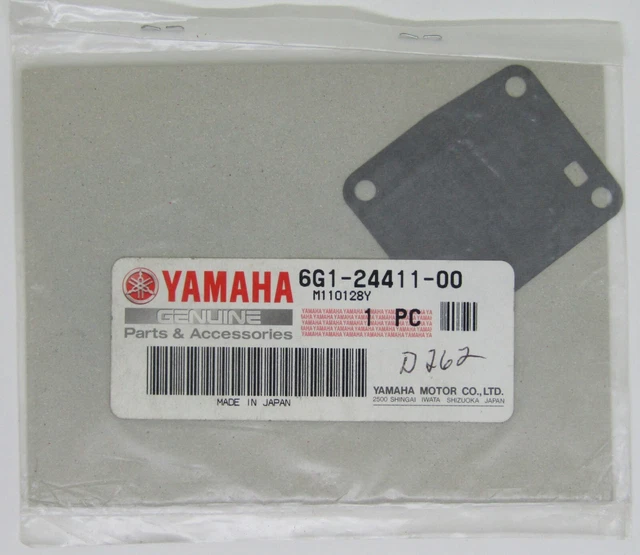 YAMAHA
GENUINE
Parts & Accessories
6G1-24411-00
M110128Y
1 PC
D262
MADE IN JAPAN
YAMAHA MOTOR CO.,LTD.
2500 SHINGAI IWATA SHIZUOKA JAPAN